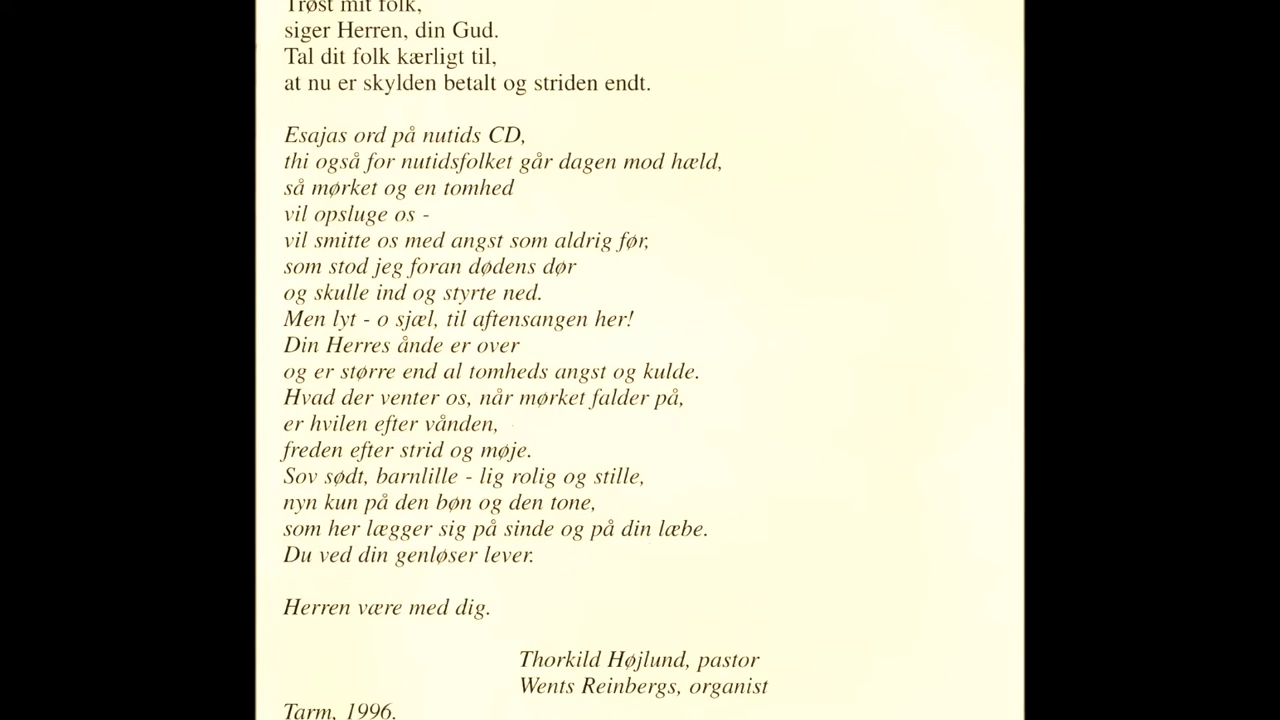 Trøst mit folk,
siger Herren, din Gud.
Tal dit folk kærligt til,
at nu er skylden betalt og striden endt.
Esajas ord på nutids CD,
thi også for nutidsfolket går dagen mod hæld,
så mørket og en tomhed
vil opsluge os -
vil smitte os med angst som aldrig før,
som stod jeg foran dødens dør
og skulle ind og styrte ned.
Men lyt - o sjæl, til aftensangen her!
Din Herres ånde er over
og er større end al tomheds angst og kulde.
Hvad der venter os, når mørket falder på,
er hvilen efter vånden,
freden efter strid og møje.
Sov sødt, barnlille - lig rolig og stille,
nyn kun på den bøn og den tone,
som her lægger sig på sinde og på din læbe.
Du ved din genløser lever.
Herren være med dig.
Thorkild Højlund, pastor
Wents Reinbergs, organist
Tarm, 1996.